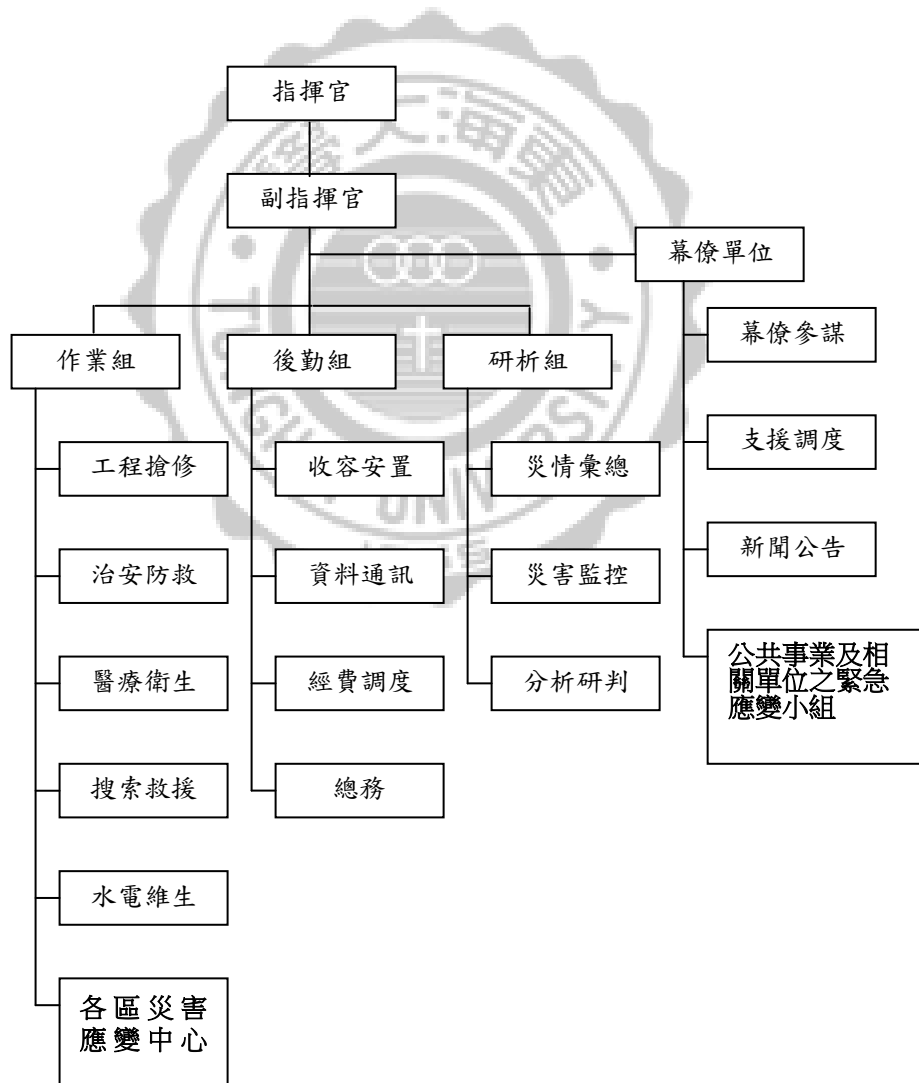 指揮官
副指揮官
幕僚單位
幕僚參謀
支援調度
新聞公告
公共事業及相
關單位之緊急
應變小組
作業組
工程搶修
治安防救
醫療衛生
搜索救援
水電維生
各區災害
應變中心
後勤組
收容安置
資料通訊
經費調度
總務
研析組
災情彙總
災害監控
分析研判